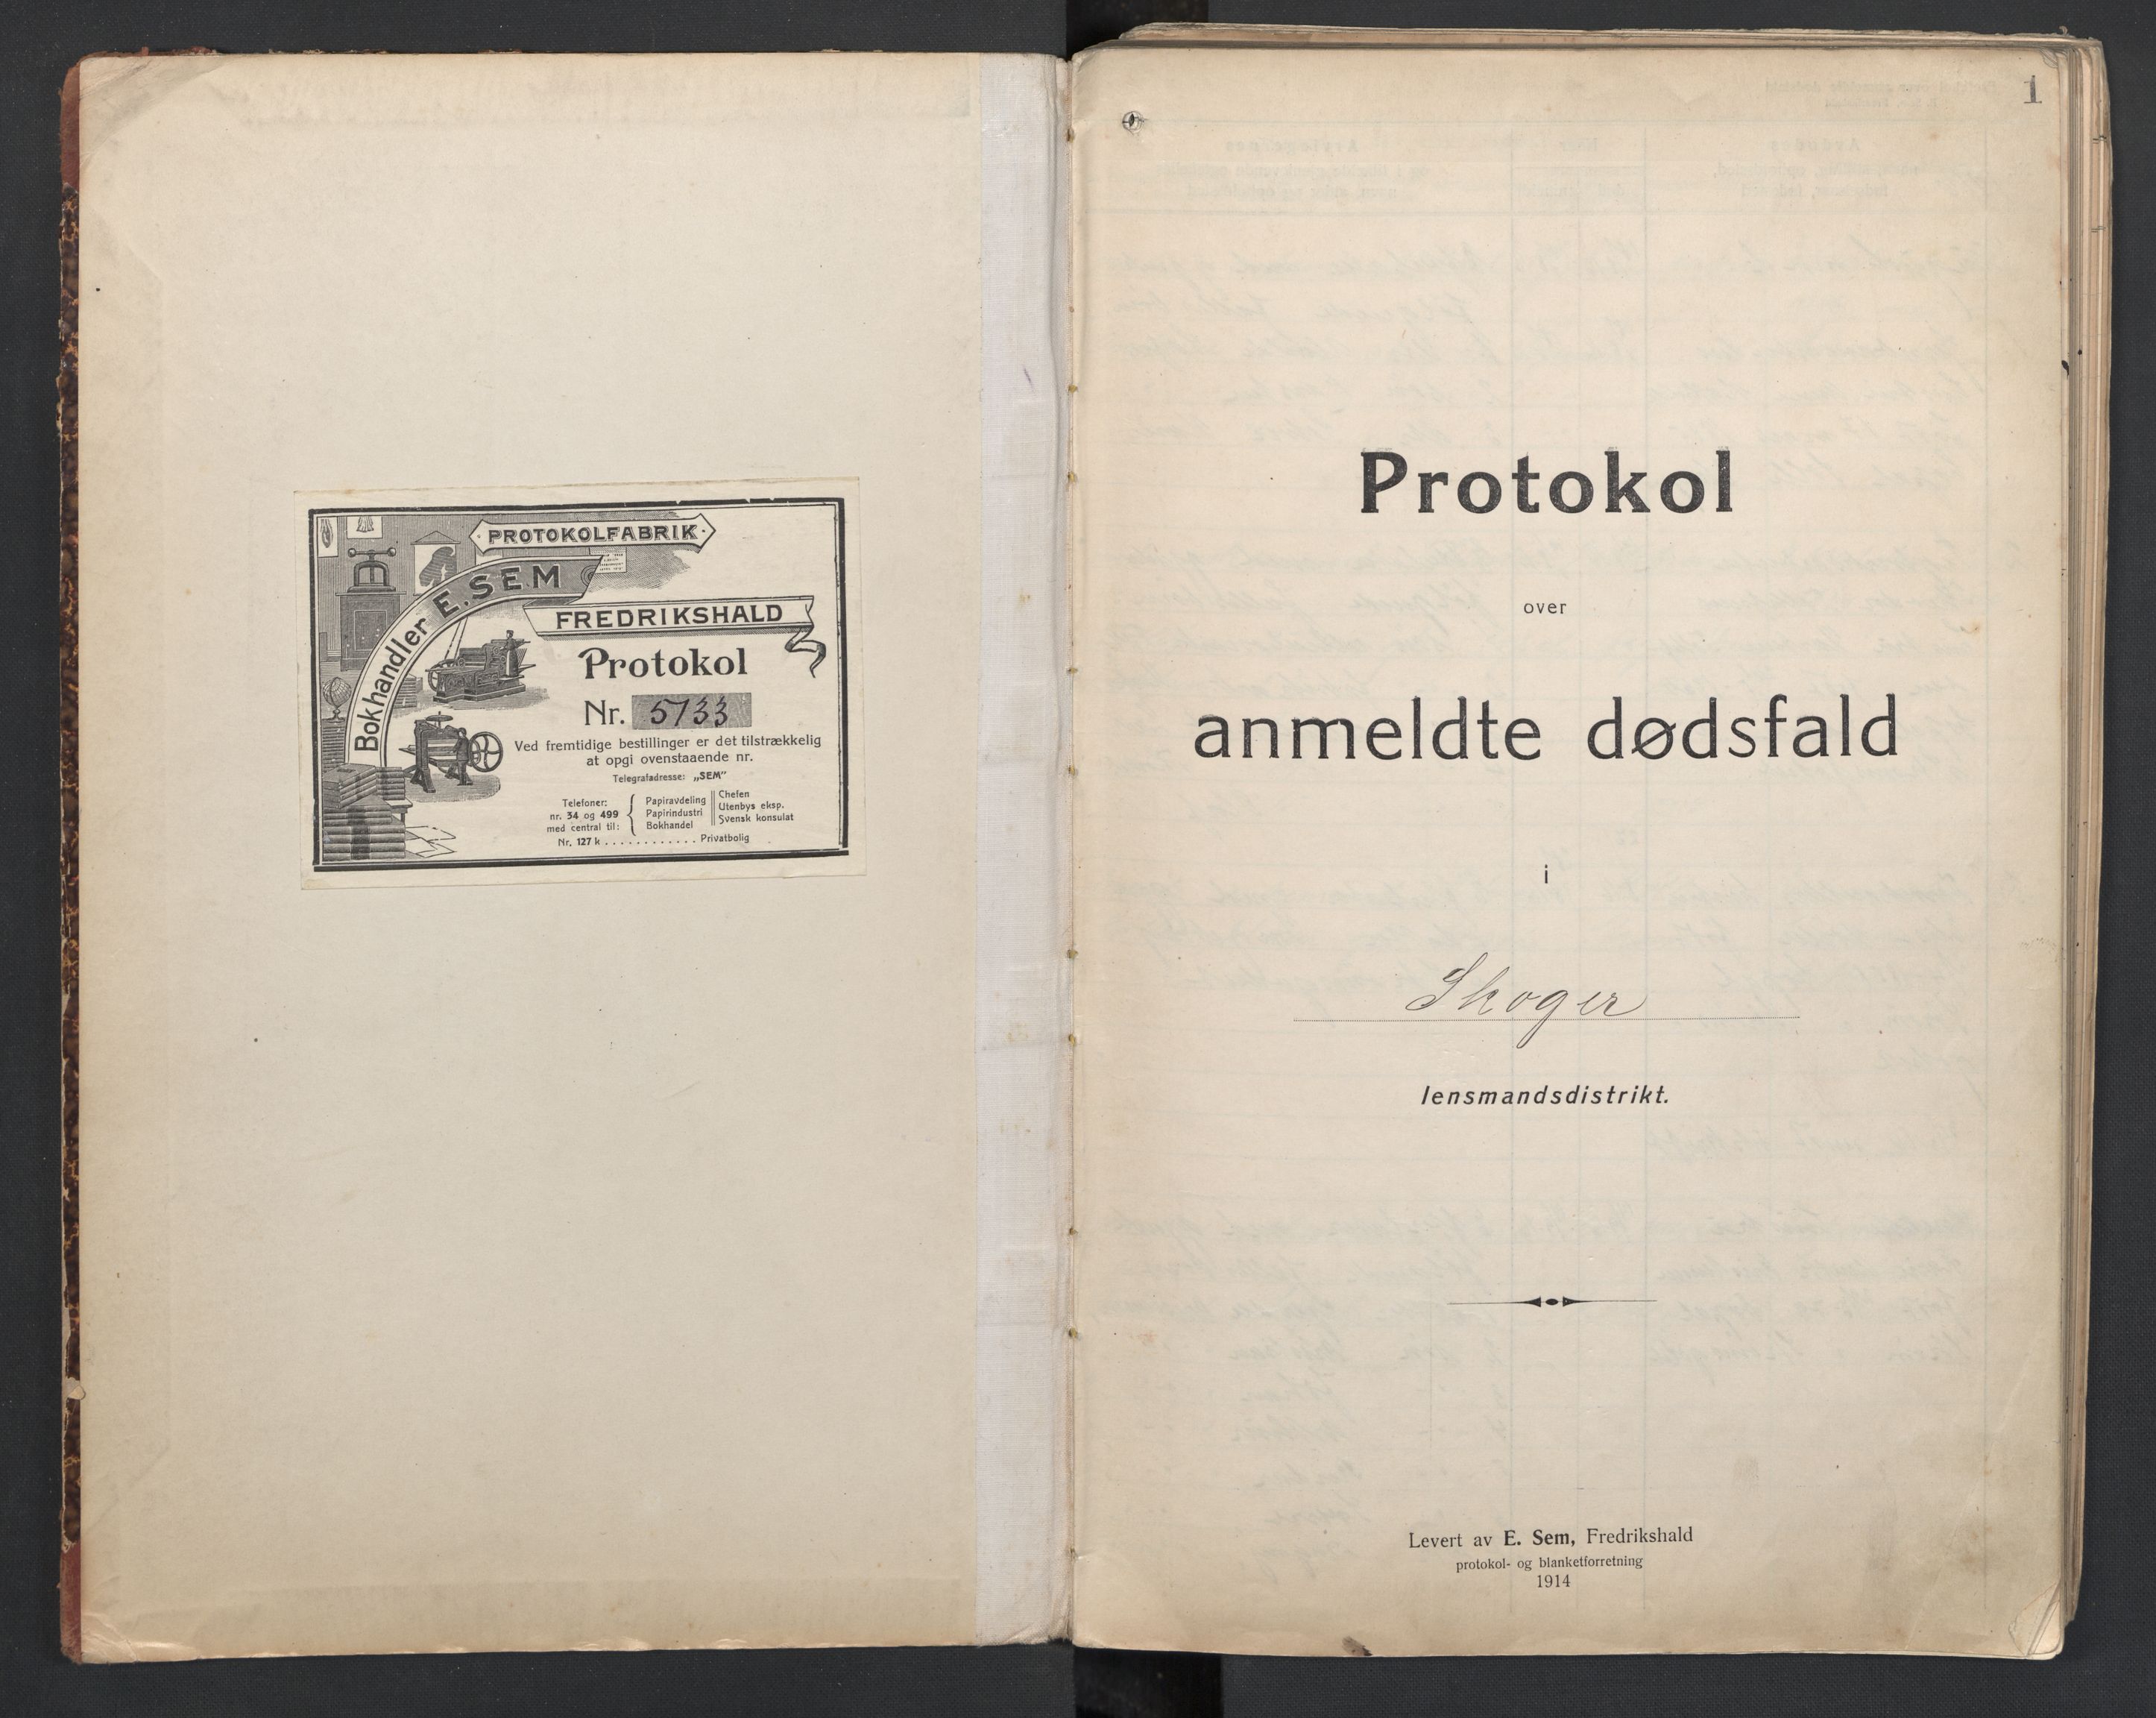 PROTOKOLFABRIK
Bokhandler E. SEM
FREDRIKSHALD
Protokol
Nr. 5733
Ved fremtidige bestillinger er det tilstrækkelig
at opgi ovenstaaende nr.
Telegrafadresse: „SEM"
Telefoner:
nr. 34 og 499
med central til:
Papiravdeling
Papirindustri
Bokhandel
Chefen
Utenbys eksp.
Svensk konsulat
Nr. 127 k . . . . . . . . . . . . Privatbolig
1
Protokol
over
anmeldte dødsfald
i
Skoger
lensmandsdistrikt.
Levert av E. Sem, Fredrikshald
protokol- og blanketforretning
1914